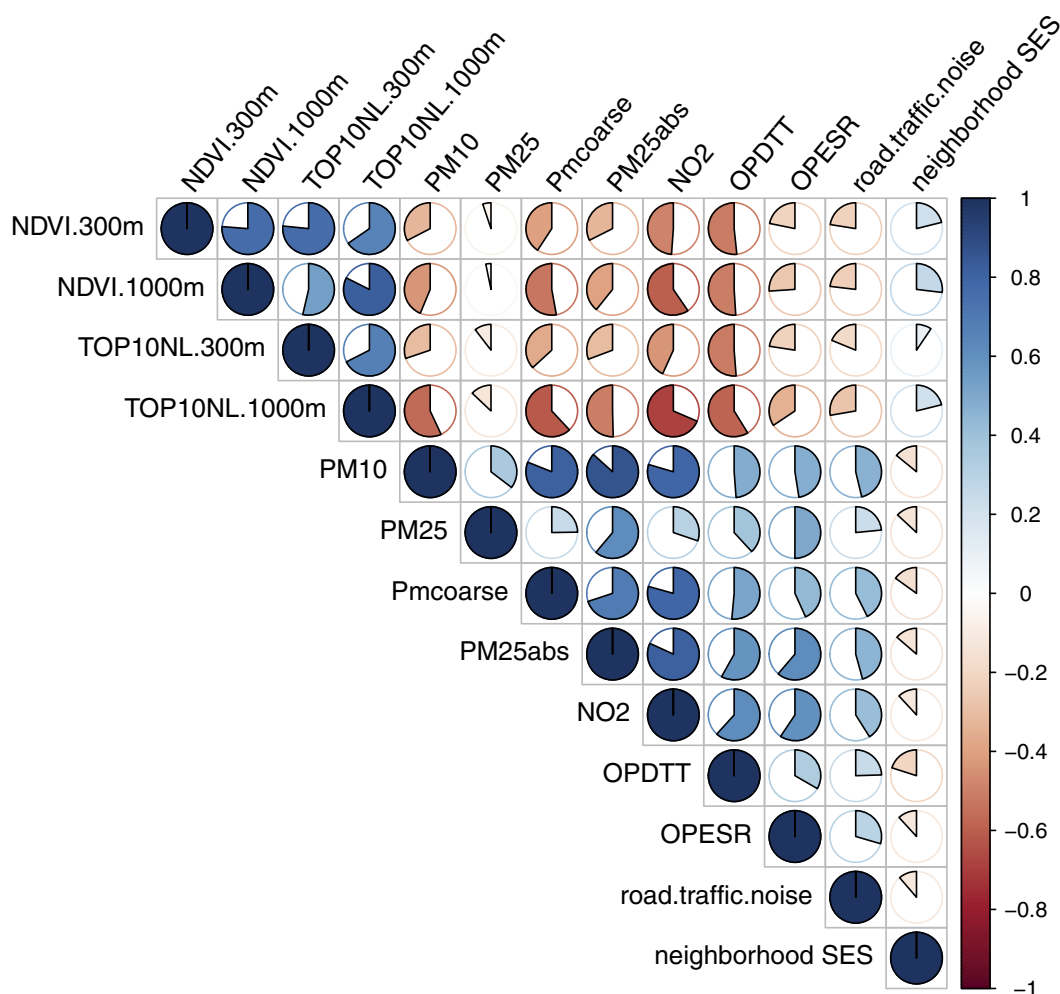 NDVI.300m
NDVI.1000m
TOP10NL.300m
TOP10NL.1000m
PM10
PM25
Pmcoarse
PM25abs
NO2
OPDTT
OPESR
road.traffic.noise
neighborhood SES
NDVI.300m
NDVI.1000m
TOP10NL.300m
TOP10NL.1000m
PM10
PM25
Pmcoarse
PM25abs
NO2
OPDTT
OPESR
road.traffic.noise
neighborhood SES
1
0.8
0.6
0.4
0.2
0
−0.2
−0.4
−0.6
−0.8
−1